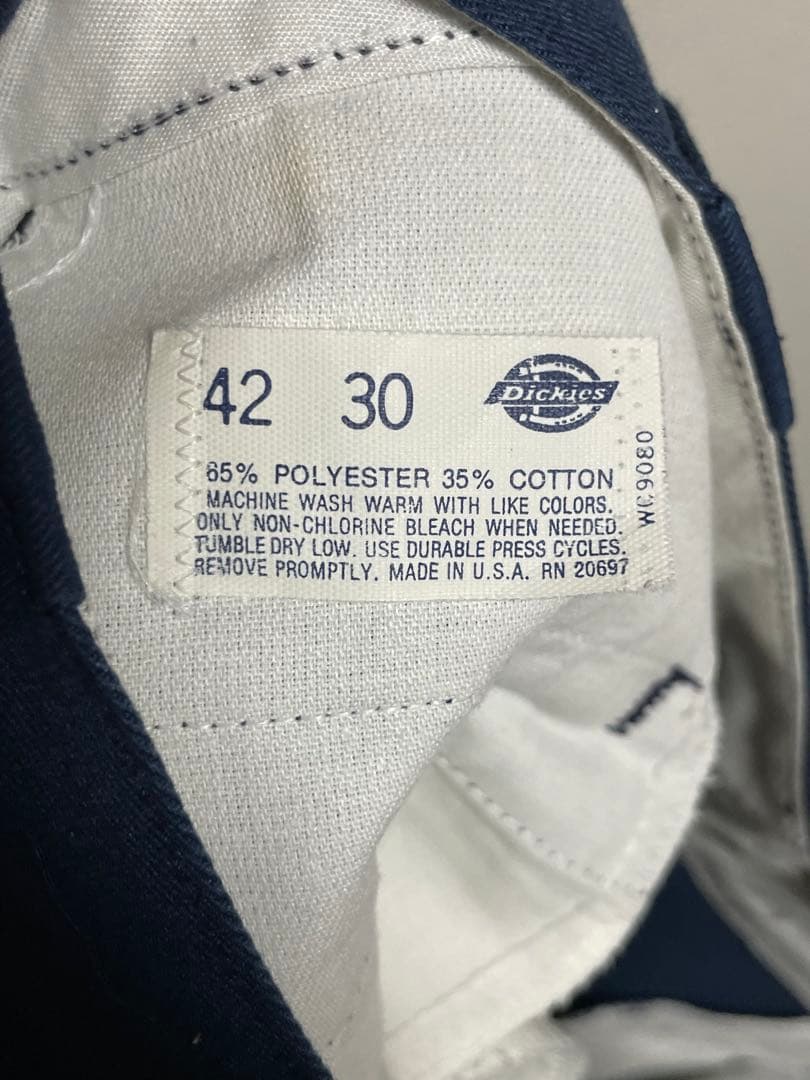 42 30 Dickies
65% POLYESTER 35% COTTON
MACHINE WASH WARM WITH LIKE COLORS.
ONLY NON-CHLORINE BLEACH WHEN NEEDED.
TUMBLE DRY LOW. USE DURABLE PRESS CYCLES.
REMOVE PROMPTLY. MADE IN U.S.A. RN 20697